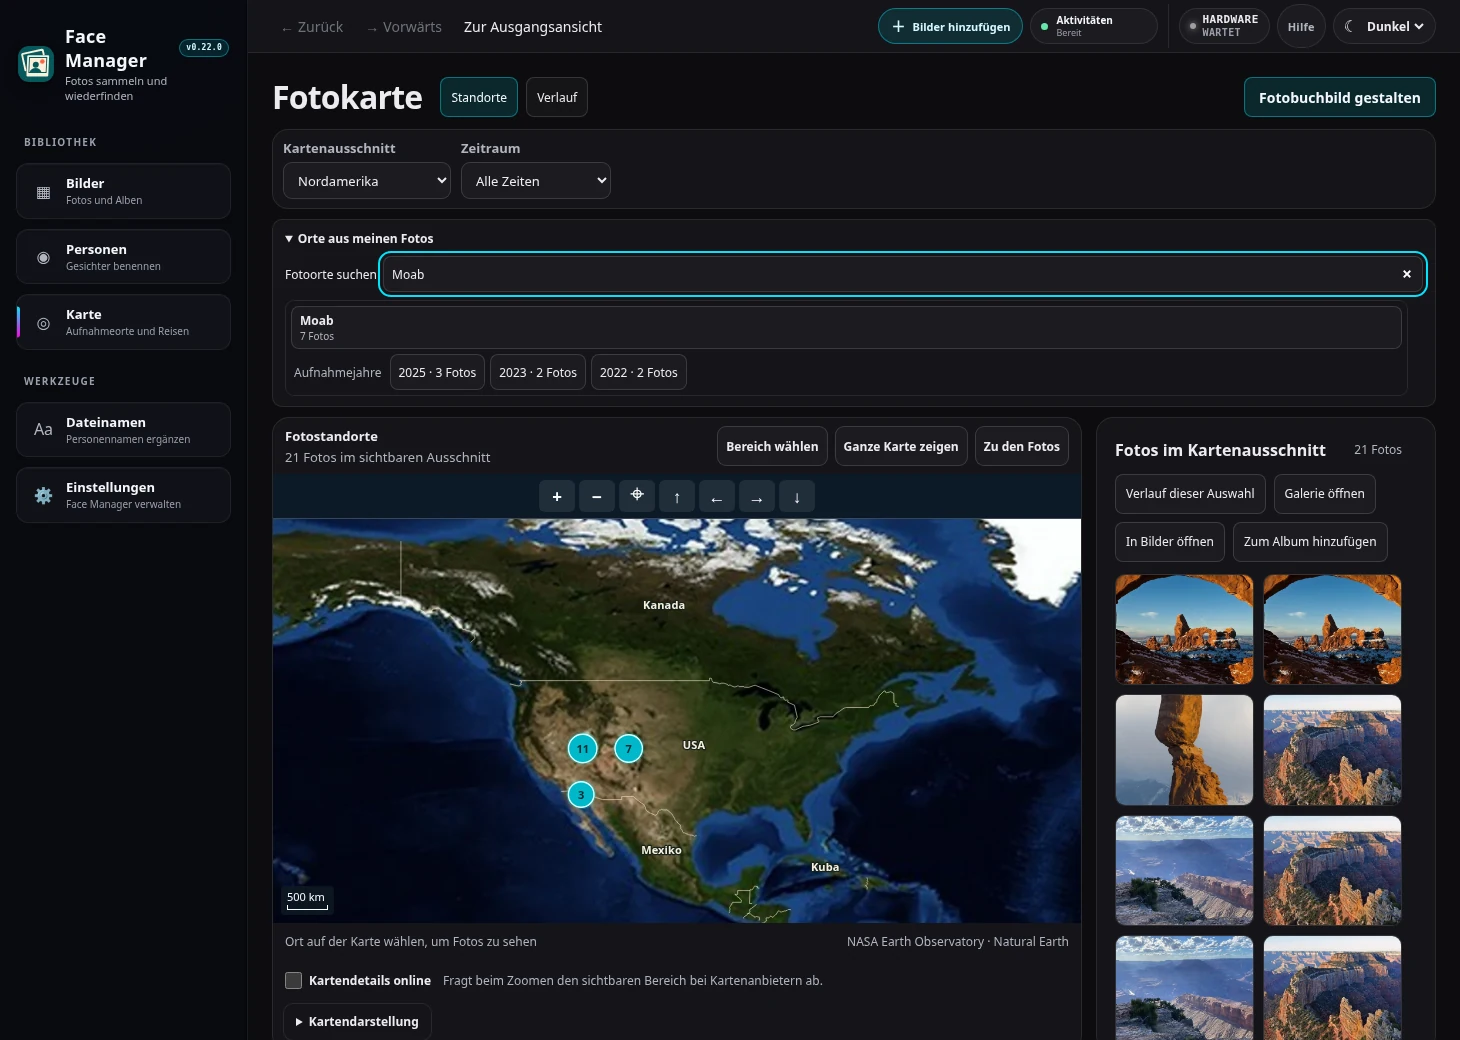 Face Manager
v0.22.0
Fotos sammeln und wiederfinden
BIBLIOTHEK
Bilder
Fotos und Alben
Personen
Gesichter benennen
Karte
Aufnahmeorte und Reisen
WERKZEUGE
Aa
Dateinamen
Personennamen ergänzen
Einstellungen
Face Manager verwalten
← Zurück
→ Vorwärts
Zur Ausgangsansicht
+ Bilder hinzufügen
Aktivitäten
Bereit
HARDWARE
WARTET
Hilfe
Dunkel
Fotokarte
Standorte
Verlauf
Fotobuchbild gestalten
Kartenausschnitt
Zeitraum
Nordamerika
Alle Zeiten
▼ Orte aus meinen Fotos
Fotoorte suchen
Moab
×
Moab
7 Fotos
Aufnahmejahre
2025 · 3 Fotos
2023 · 2 Fotos
2022 · 2 Fotos
Fotostandorte
21 Fotos im sichtbaren Ausschnitt
Bereich wählen
Ganze Karte zeigen
Zu den Fotos
+ − ⌖ ↑ ← → ↓
Kanada
USA
11
7
3
Mexiko
Kuba
500 km
Ort auf der Karte wählen, um Fotos zu sehen
NASA Earth Observatory · Natural Earth
Kartendetails online
Fragt beim Zoomen den sichtbaren Bereich bei Kartenanbietern ab.
▶ Kartendarstellung
Fotos im Kartenausschnitt
21 Fotos
Verlauf dieser Auswahl
Galerie öffnen
In Bilder öffnen
Zum Album hinzufügen